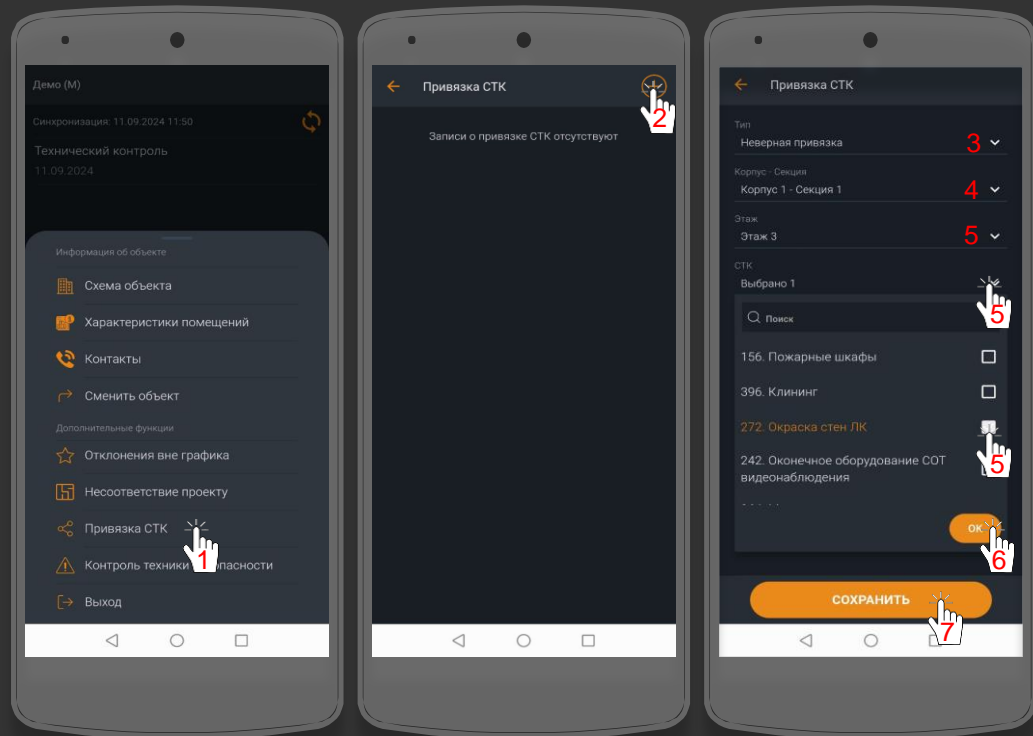 Демо (М)
Синхронизация: 11.09.2024 11:50
Технический контроль
11.09.2024
Информация об объекте
Схема объекта
Характеристики помещений
Контакты
Сменить объект
Дополнительные функции
Отклонения вне графика
Несоответствие проекту
Привязка СТК
1
Контроль техники опасности
Выход
Привязка СТК
2
Записи о привязке СТК отсутствуют
Привязка СТК
Тип
Неверная привязка
3
Корпус - Секция
Корпус 1 - Секция 1
4
Этаж
Этаж 3
5
СТК
Выбрано 1
5
Поиск
156. Пожарные шкафы
396. Клининг
272. Окраска стен ЛК
5
242. Оконечное оборудование СОТ
видеонаблюдения
ОК
6
СОХРАНИТЬ
7